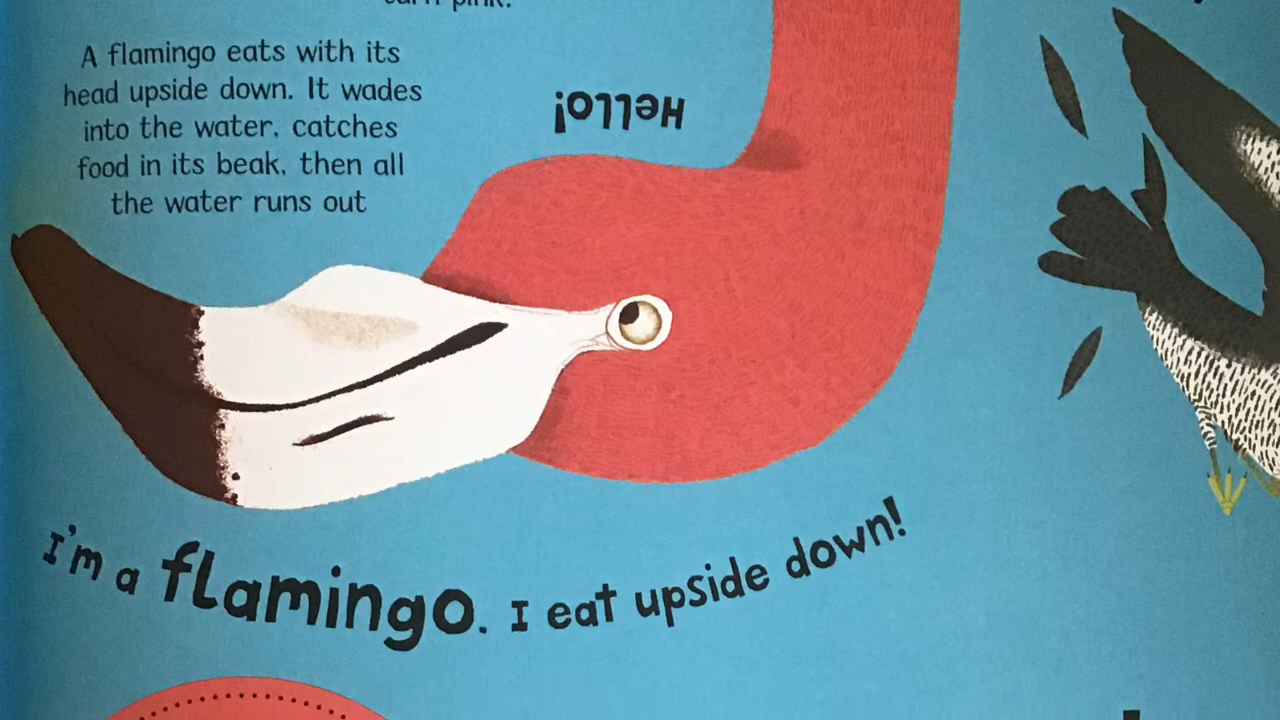 pink.
A flamingo eats with its
head upside down. It wades
into the water, catches
food in its beak, then all
the water runs out
Hello!
I'm a flamingo. I eat upside down!